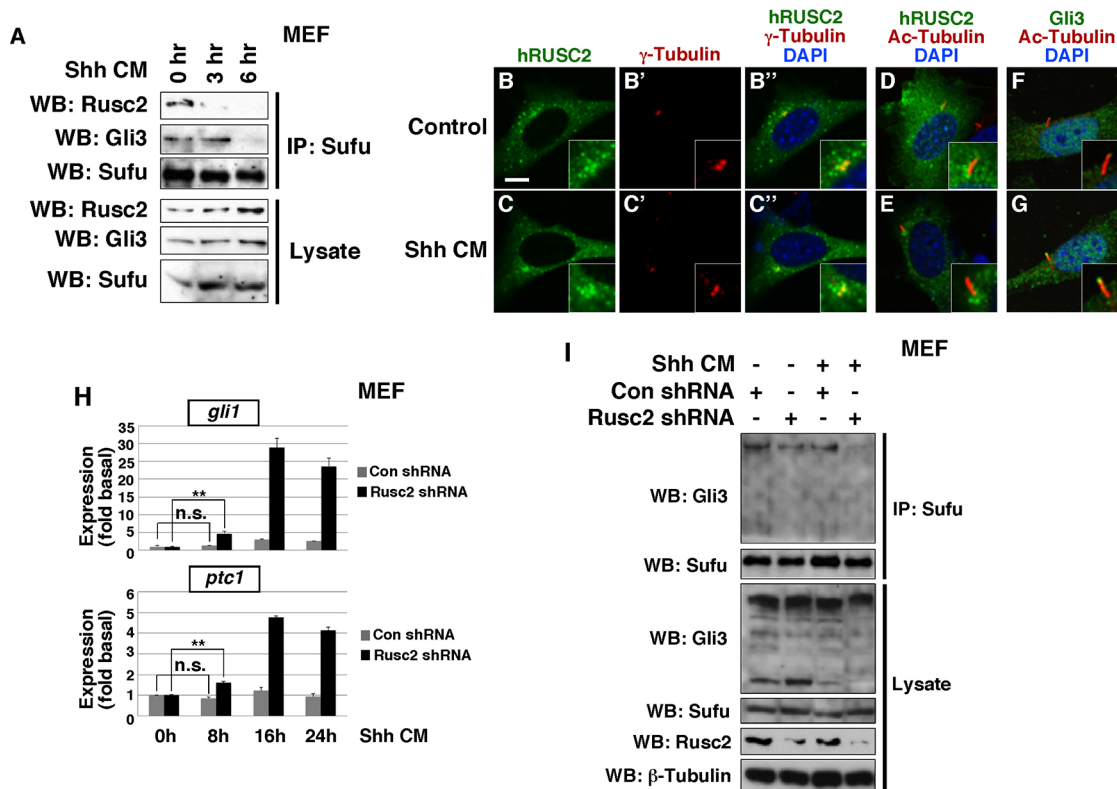 A
MEF
Shh CM
0 hr
3 hr
6 hr
WB: Rusc2
WB: Gli3
WB: Sufu
IP: Sufu
WB: Rusc2
WB: Gli3
WB: Sufu
Lysate
hRUSC2
γ-Tubulin
hRUSC2
γ-Tubulin
DAPI
hRUSC2
Ac-Tubulin
DAPI
Gli3
Ac-Tubulin
DAPI
Control
B
B'
B''
D
F
Shh CM
C
C'
C''
E
G
H
MEF
gli1
Expression
(fold basal)
35
30
25
20
15
10
5
0
**
n.s.
Con shRNA
Rusc2 shRNA
ptc1
Expression
(fold basal)
6
5
4
3
2
1
0
**
n.s.
Con shRNA
Rusc2 shRNA
0h 8h 16h 24h Shh CM
I
MEF
Shh CM - - + +
Con shRNA + - + -
Rusc2 shRNA - + - +
WB: Gli3
WB: Sufu
IP: Sufu
WB: Gli3
WB: Sufu
WB: Rusc2
WB: β-Tubulin
Lysate